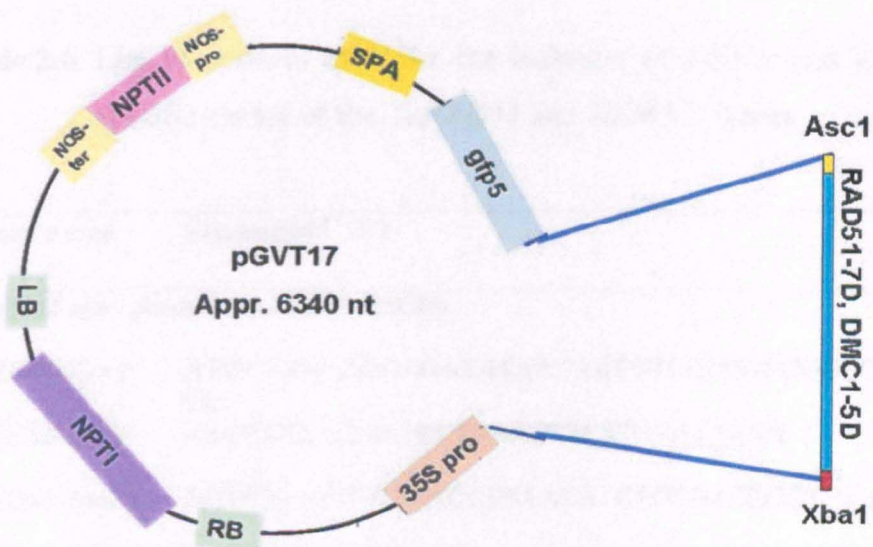 NOS-
pro
SPA
NPTII
NOS-
ter
gfp5
Asc1
RAD51-7D, DMC1-5D
pGVT17
Appr. 6340 nt
LB
NPTI
35S pro
RB
Xba1